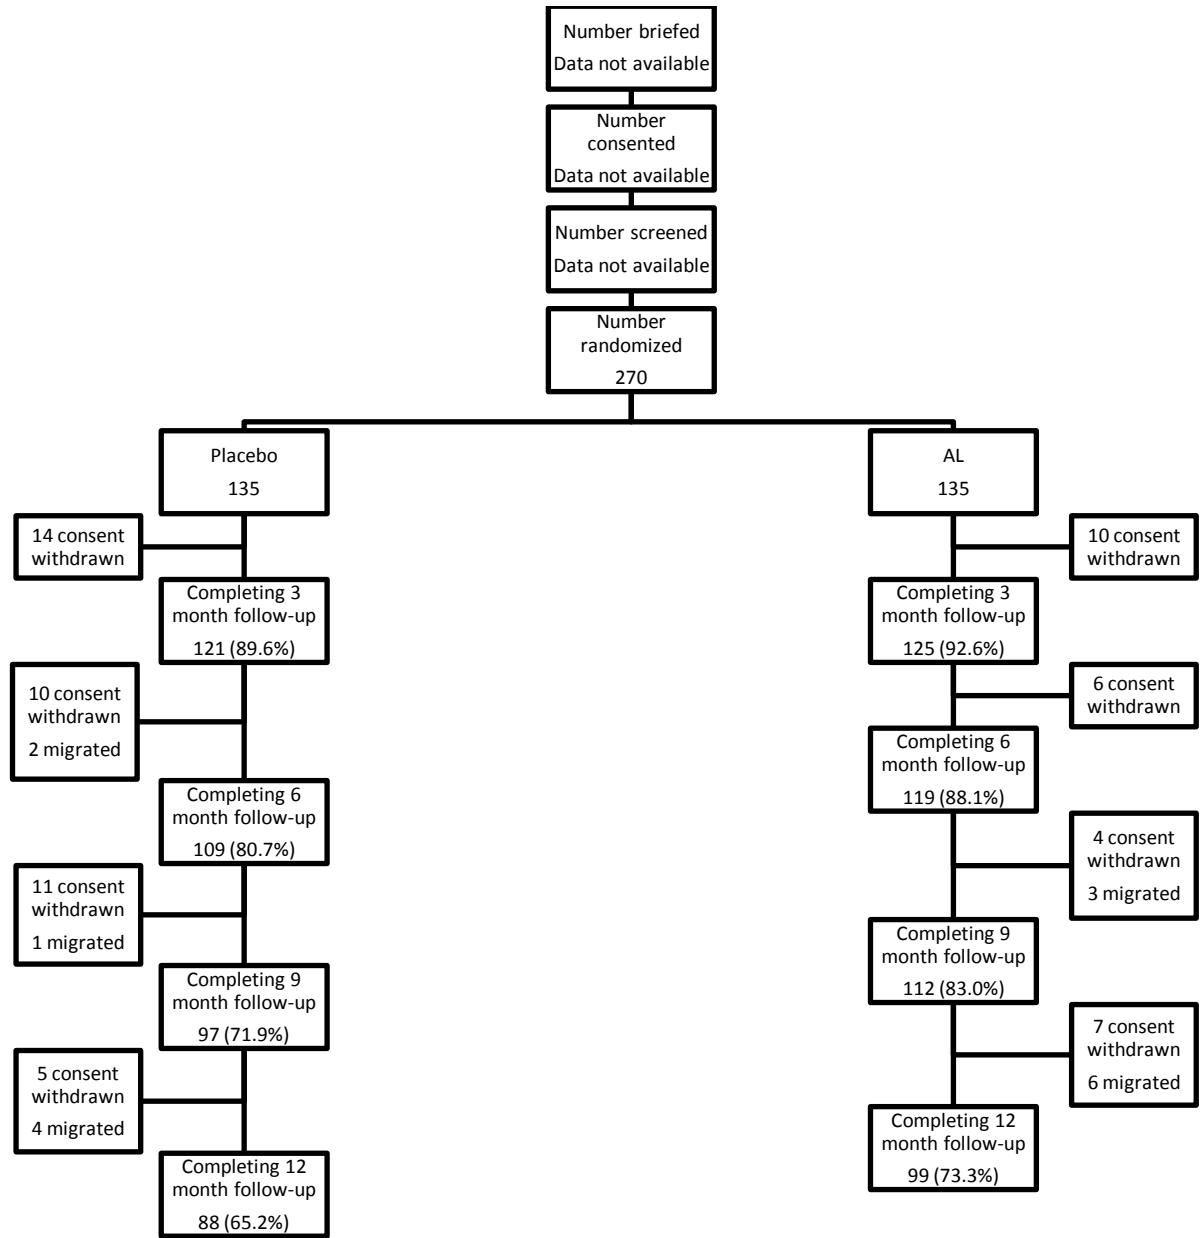 Number briefed
Data not available
Number
consented
Data not available
Number screened
Data not available
Number
randomized
270
Placebo
135
AL
135
14 consent
withdrawn
10 consent
withdrawn
Completing 3
month follow-up
121 (89.6%)
Completing 3
month follow-up
125 (92.6%)
10 consent
withdrawn
2 migrated
6 consent
withdrawn
Completing 6
month follow-up
109 (80.7%)
Completing 6
month follow-up
119 (88.1%)
11 consent
withdrawn
1 migrated
4 consent
withdrawn
3 migrated
Completing 9
month follow-up
97 (71.9%)
Completing 9
month follow-up
112 (83.0%)
5 consent
withdrawn
4 migrated
7 consent
withdrawn
6 migrated
Completing 12
month follow-up
88 (65.2%)
Completing 12
month follow-up
99 (73.3%)